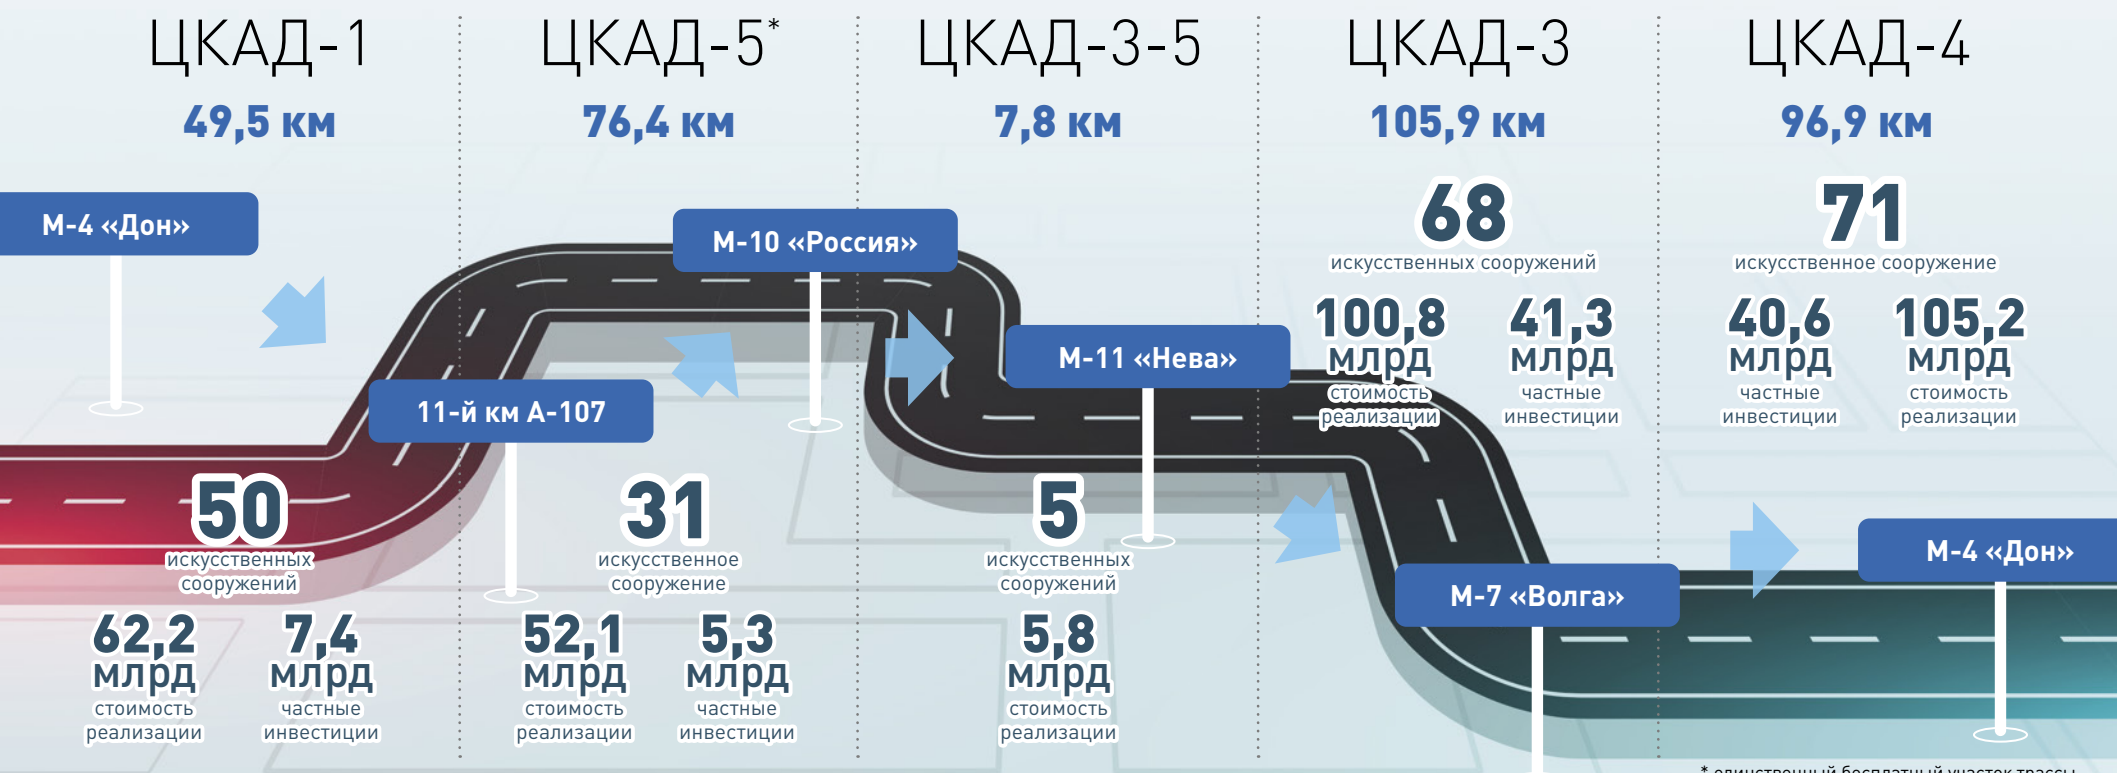 ЦКАД-1
49,5 км
М-4 «Дон»
50
искусственных
сооружений
62,2
млрд
стоимость
реализации
7,4
млрд
частные
инвестиции
11-й км А-107
ЦКАД-5*
76,4 км
31
искусственное
сооружение
52,1
млрд
стоимость
реализации
5,3
млрд
частные
инвестиции
М-10 «Россия»
ЦКАД-3-5
7,8 км
5
искусственных
сооружений
5,8
млрд
стоимость
реализации
М-11 «Нева»
ЦКАД-3
105,9 км
68
искусственных сооружений
100,8
млрд
стоимость
реализации
41,3
млрд
частные
инвестиции
М-7 «Волга»
ЦКАД-4
96,9 км
71
искусственное сооружение
40,6
млрд
частные
инвестиции
105,2
млрд
стоимость
реализации
М-4 «Дон»
* единственный бесплатный участок трассы